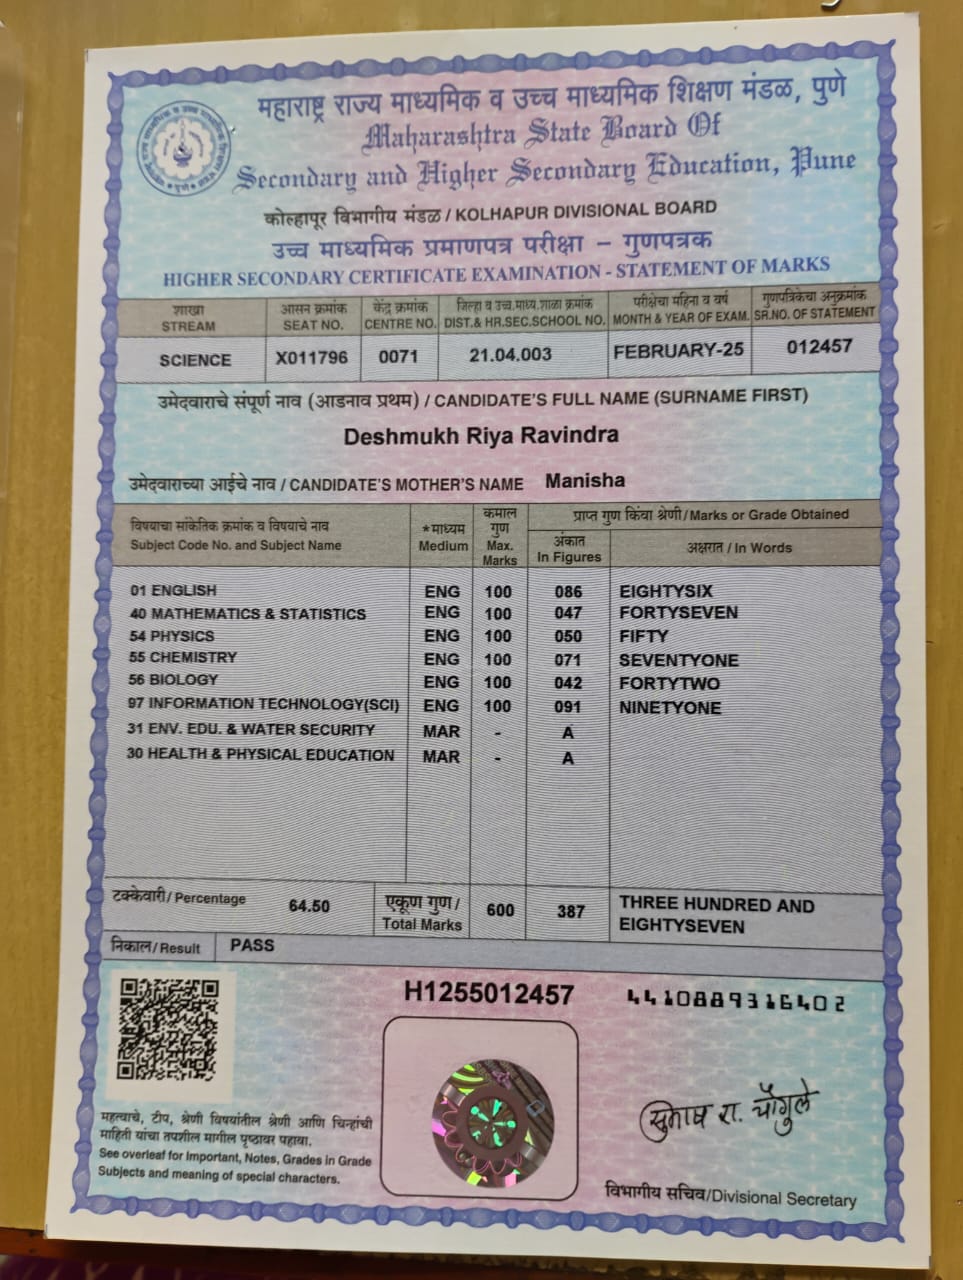 महाराष्ट्र राज्य माध्यमिक व उच्च माध्यमिक शिक्षण मंडळ, पुणे
Maharashtra State Board Of
Secondary and Higher Secondary Education, Pune
कोल्हापूर विभागीय मंडळ / KOLHAPUR DIVISIONAL BOARD
उच्च माध्यमिक प्रमाणपत्र परीक्षा – गुणपत्रक
HIGHER SECONDARY CERTIFICATE EXAMINATION - STATEMENT OF MARKS
शाखा आसन क्रमांक केंद्र क्रमांक जिल्हा व उच्च.माध्य.शाळा क्रमांक परीक्षेचा महिना व वर्ष गुणपत्रिकेचा अनुक्रमांक
STREAM SEAT NO. CENTRE NO. DIST.& HR.SEC.SCHOOL NO. MONTH & YEAR OF EXAM. SR.NO. OF STATEMENT
SCIENCE X011796 0071 21.04.003 FEBRUARY-25 012457
उमेदवाराचे संपूर्ण नाव (आडनाव प्रथम) / CANDIDATE'S FULL NAME (SURNAME FIRST)
Deshmukh Riya Ravindra
उमेदवाराच्या आईचे नाव / CANDIDATE'S MOTHER'S NAME Manisha
विषयाचा सांकेतिक क्रमांक व विषयाचे नाव
Subject Code No. and Subject Name
*माध्यम
Medium
कमाल
गुण
Max.
Marks
प्राप्त गुण किंवा श्रेणी/Marks or Grade Obtained
अंकात
In Figures
अक्षरात / In Words
01 ENGLISH ENG 100 086 EIGHTYSIX
40 MATHEMATICS & STATISTICS ENG 100 047 FORTYSEVEN
54 PHYSICS ENG 100 050 FIFTY
55 CHEMISTRY ENG 100 071 SEVENTYONE
56 BIOLOGY ENG 100 042 FORTYTWO
97 INFORMATION TECHNOLOGY(SCI) ENG 100 091 NINETYONE
31 ENV. EDU. & WATER SECURITY MAR - A
30 HEALTH & PHYSICAL EDUCATION MAR - A
टक्केवारी/ Percentage 64.50
एकूण गुण /
Total Marks
600 387
THREE HUNDRED AND
EIGHTYSEVEN
निकाल/ Result PASS
H1255012457 4410889316402
महत्वाचे, टीप, श्रेणी विषयांतील श्रेणी आणि चिन्हांची
माहिती यांचा तपशील मागील पृष्ठावर पहावा.
See overleaf for Important, Notes, Grades in Grade
Subjects and meaning of special characters.
सुभाष रा. चौगुले
विभागीय सचिव/Divisional Secretary